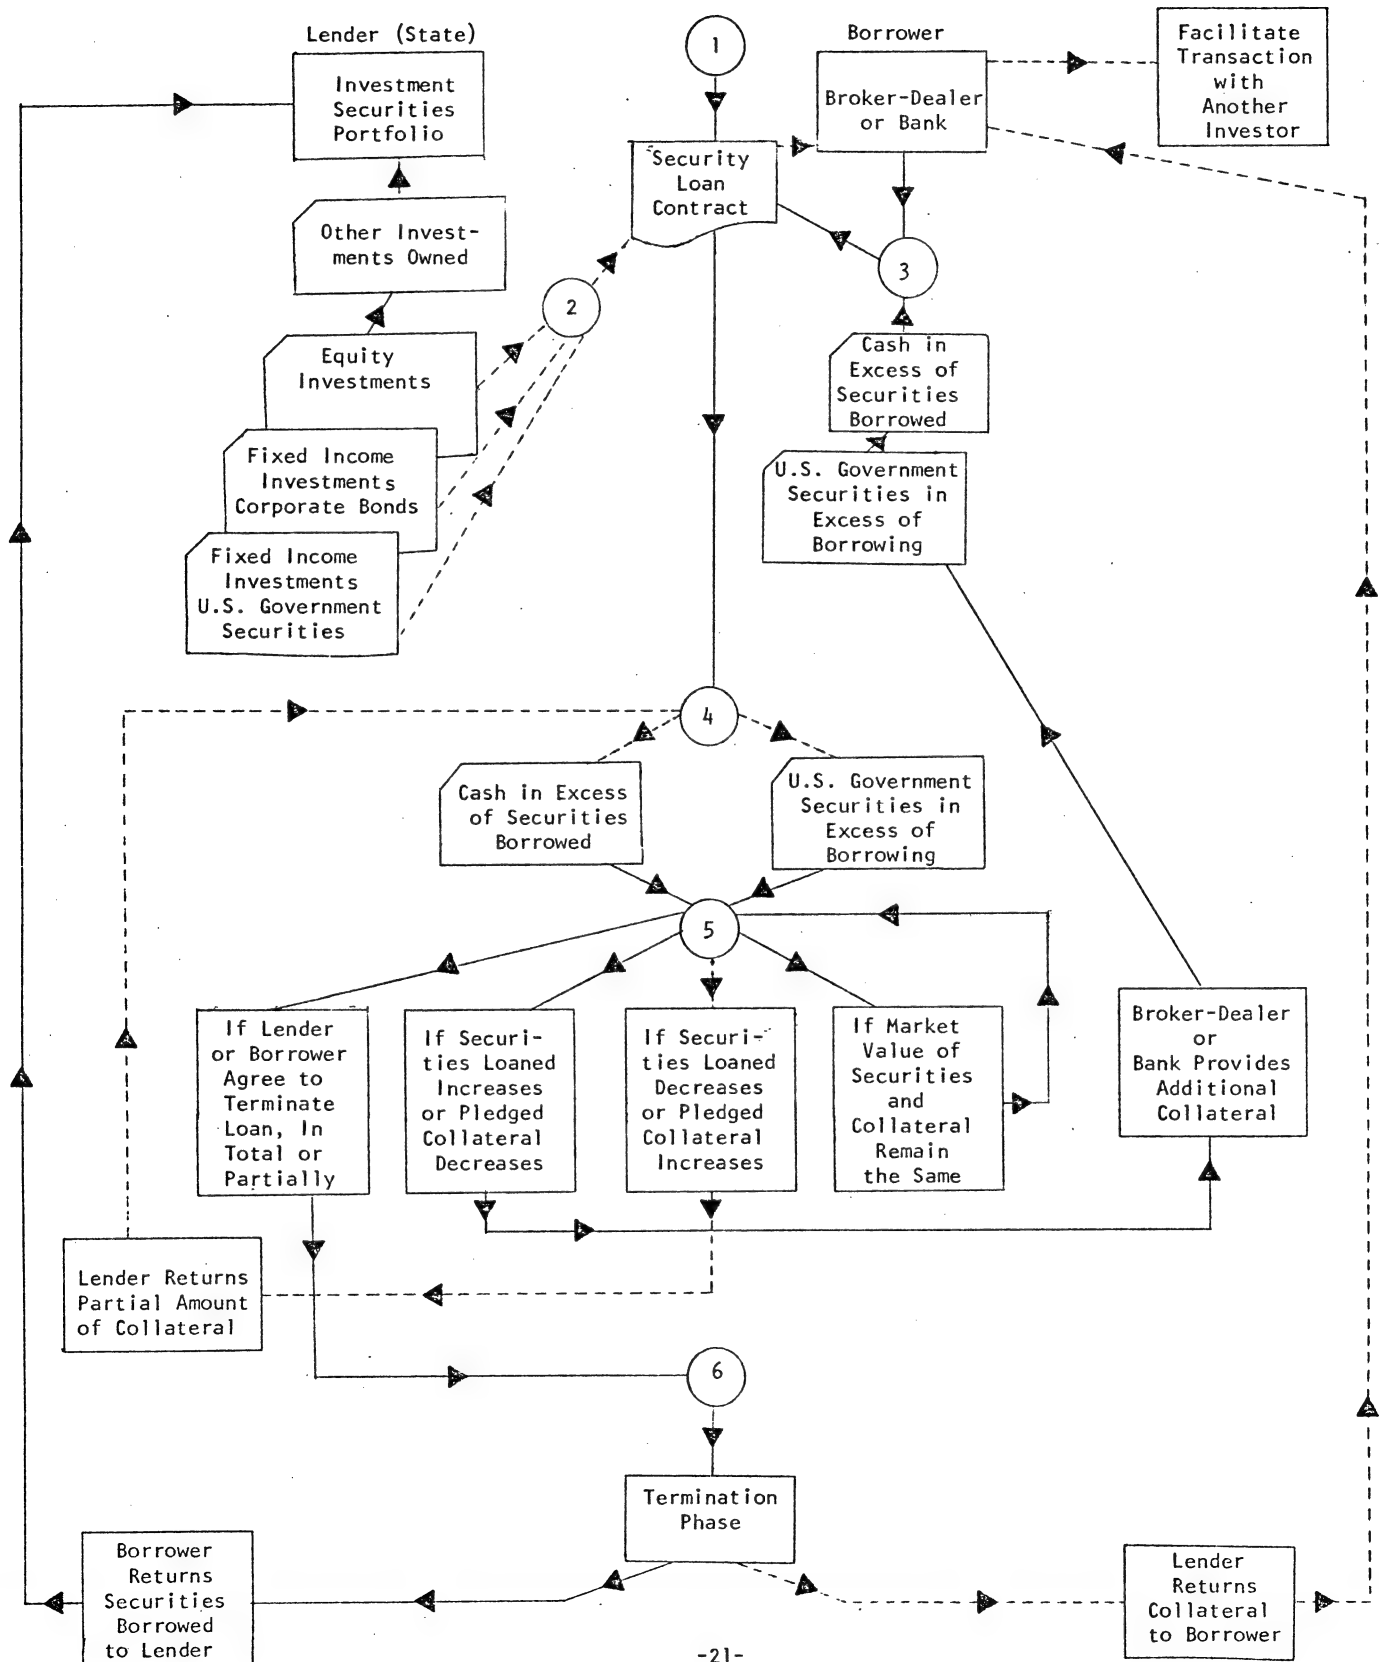 Lender (State)
Investment
Securities
Portfolio
1
Borrower
Broker-Dealer
or Bank
Facilitate
Transaction
with
Another
Investor
Security
Loan
Contract
Other Invest-
ments Owned
2
3
Equity
Investments
Cash in
Excess of
Securities
Borrowed
Fixed Income
Investments
Corporate Bonds
U.S. Government
Securities in
Excess of
Borrowing
Fixed Income
Investments
U.S. Government
Securities
4
Cash in Excess
of Securities
Borrowed
U.S. Government
Securities in
Excess of
Borrowing
5
If Lender
or Borrower
Agree to
Terminate
Loan, In
Total or
Partially
If Securi-
ties Loaned
Increases
or Pledged
Collateral
Decreases
If Securi-
ties Loaned
Decreases
or Pledged
Collateral
Increases
If Market
Value of
Securities
and
Collateral
Remain
the Same
Broker-Dealer
or
Bank Provides
Additional
Collateral
Lender Returns
Partial Amount
of Collateral
6
Termination
Phase
Borrower
Returns
Securities
Borrowed
to Lender
Lender
Returns
Collateral
to Borrower
-21-